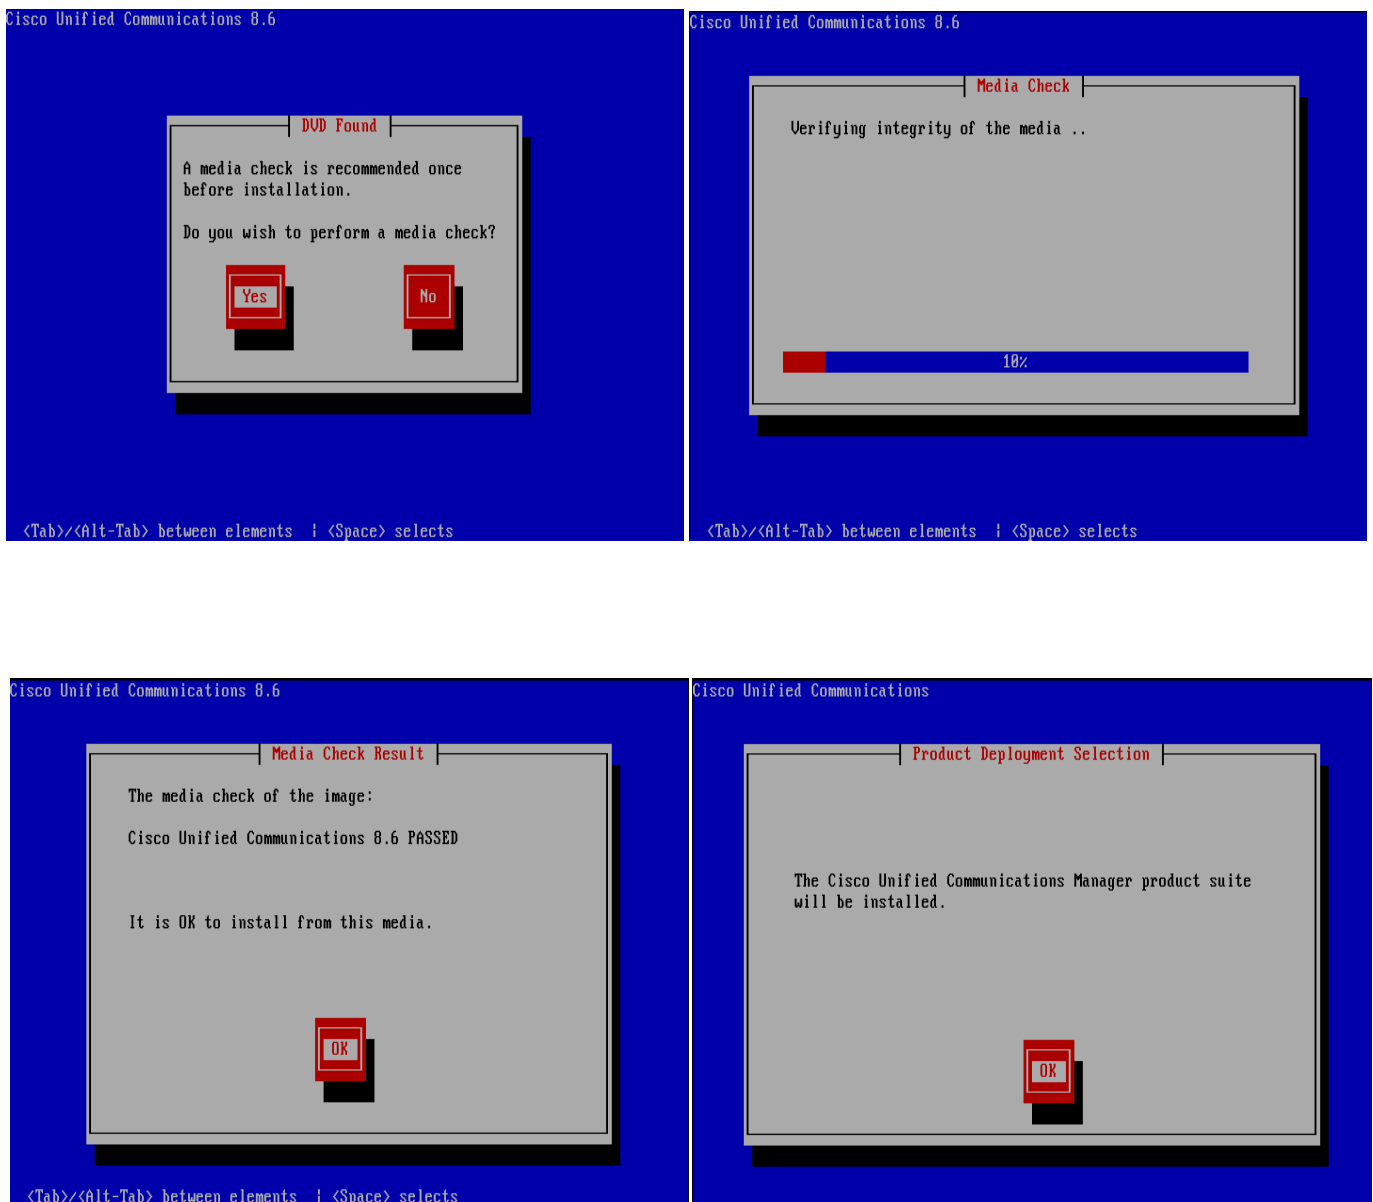 Cisco Unified Communications 8.6
DVD Found
A media check is recommended once
before installation.
Do you wish to perform a media check?
Yes
No
<Tab>/<Alt-Tab> between elements ¦ <Space> selects
Cisco Unified Communications 8.6
Media Check
Verifying integrity of the media ..
10%
<Tab>/<Alt-Tab> between elements ¦ <Space> selects
Cisco Unified Communications 8.6
Media Check Result
The media check of the image:
Cisco Unified Communications 8.6 PASSED
It is OK to install from this media.
OK
<Tab>/<Alt-Tab> between elements ¦ <Space> selects
Cisco Unified Communications
Product Deployment Selection
The Cisco Unified Communications Manager product suite
will be installed.
OK